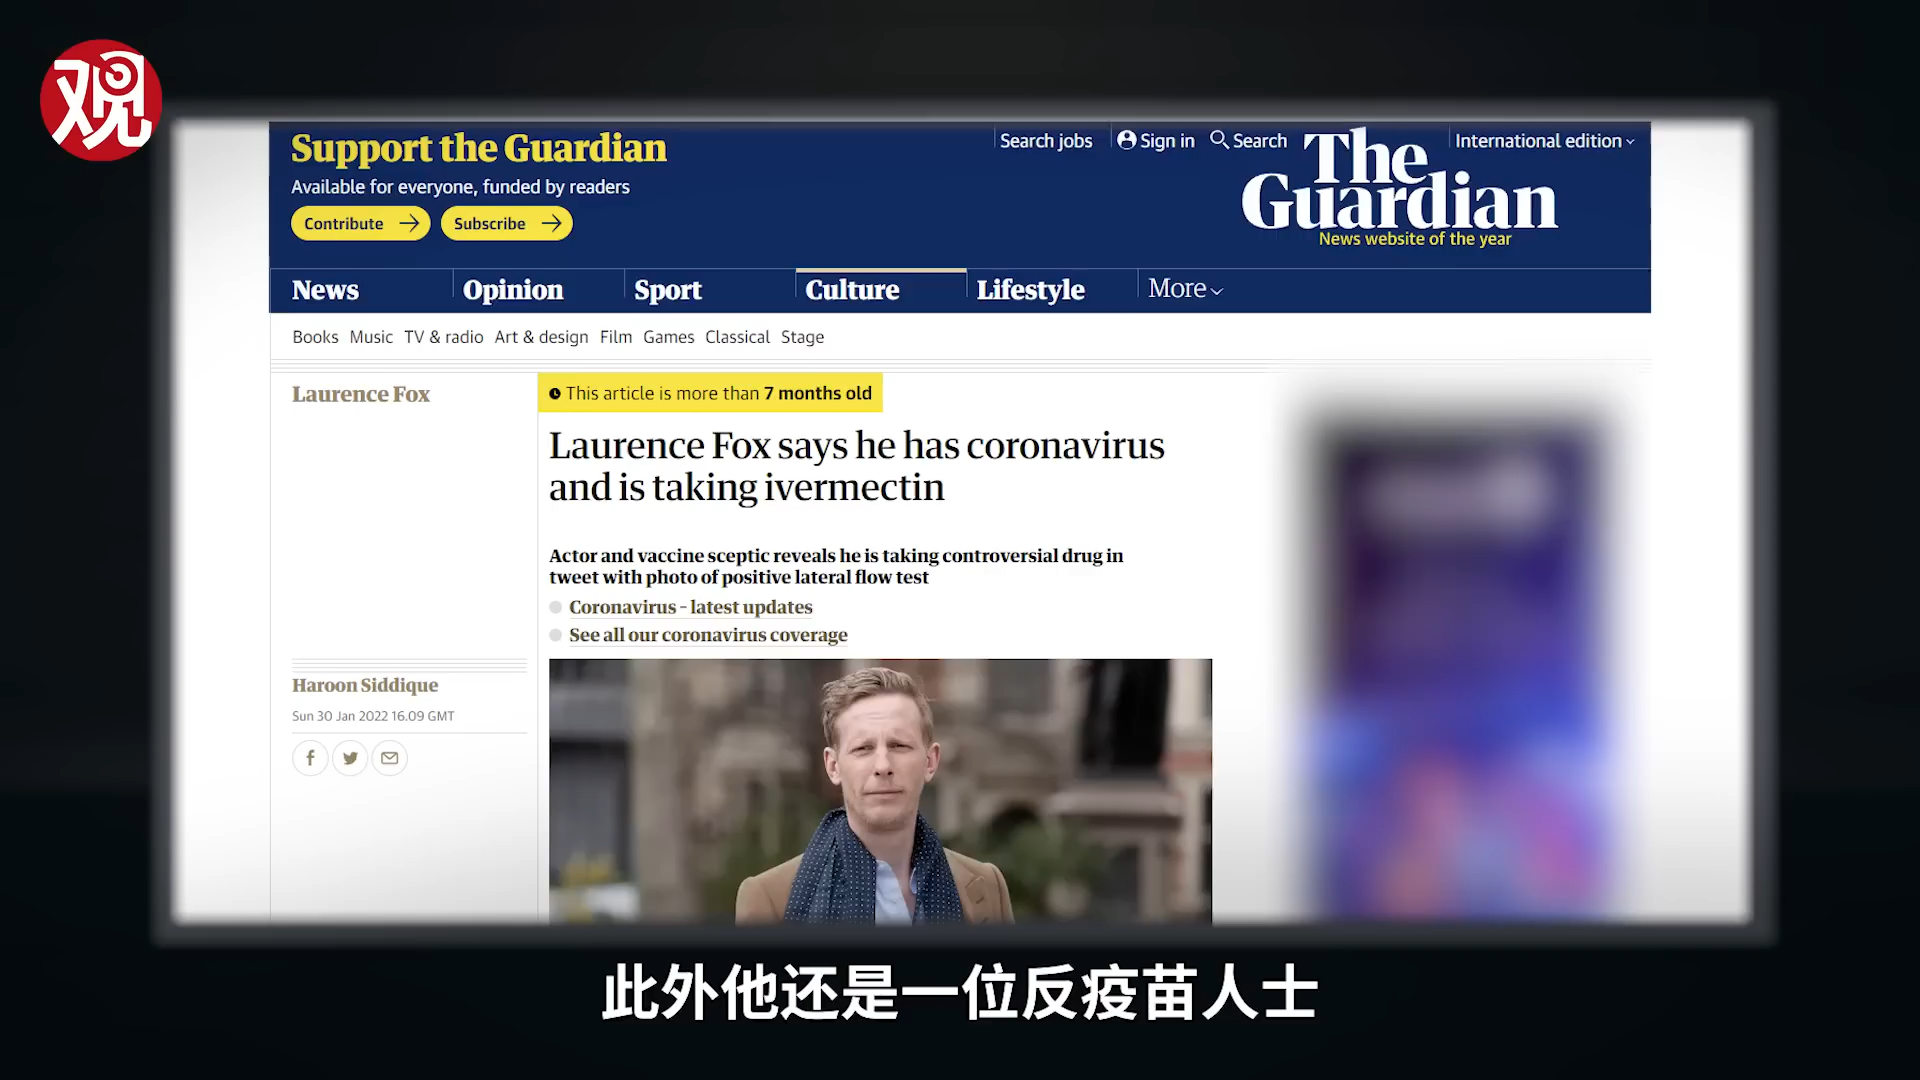 观
Support the Guardian
Available for everyone, funded by readers
Contribute
Subscribe
Search jobs
Sign in
Search
International edition
The
Guardian
News website of the year
News
Opinion
Sport
Culture
Lifestyle
More
Books Music TV & radio Art & design Film Games Classical Stage
Laurence Fox
This article is more than 7 months old
Laurence Fox says he has coronavirus
and is taking ivermectin
Actor and vaccine sceptic reveals he is taking controversial drug in
tweet with photo of positive lateral flow test
Coronavirus – latest updates
See all our coronavirus coverage
Haroon Siddique
Sun 30 Jan 2022 16.09 GMT
此外他还是一位反疫苗人士